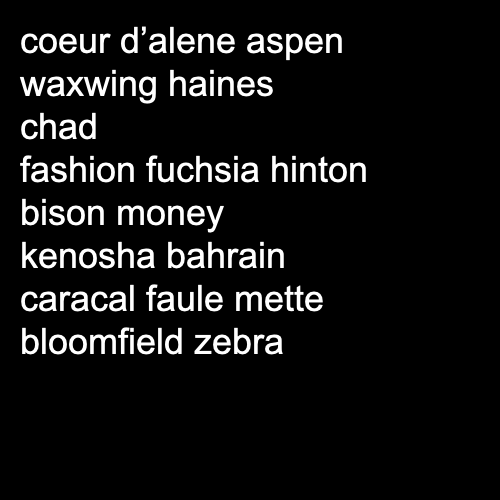 coeur d’alene aspen
waxwing haines
chad
fashion fuchsia hinton
bison money
kenosha bahrain
caracal faule mette
bloomfield zebra